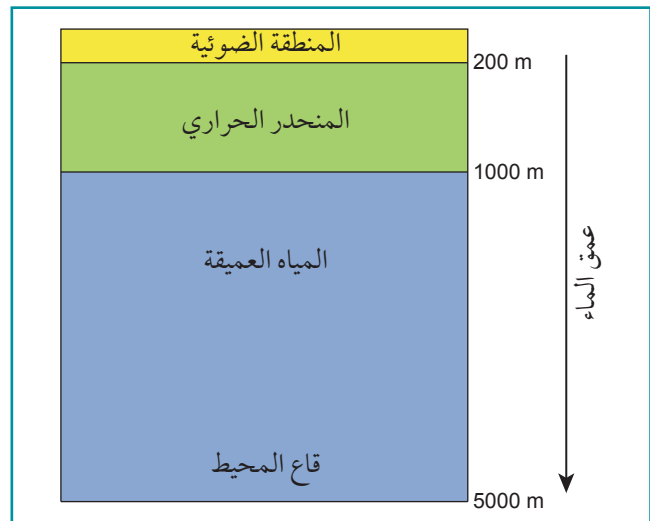 المنطقة الضوئية
200 m
المنحدر الحراري
1000 m
المياه العميقة
عمق الماء
قاع المحيط
5000 m